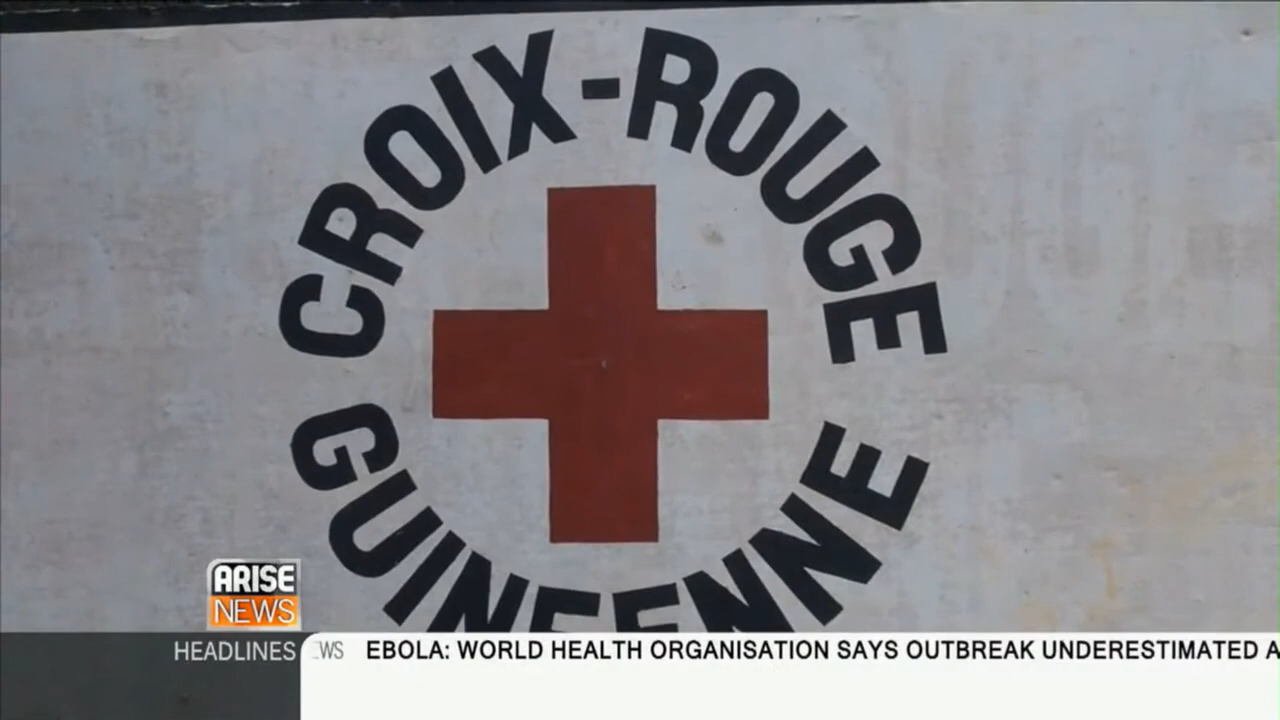 CROIX-ROUGE
GUINEENNE
ARISE
NEWS
HEADLINES
EBOLA: WORLD HEALTH ORGANISATION SAYS OUTBREAK UNDERESTIMATED A